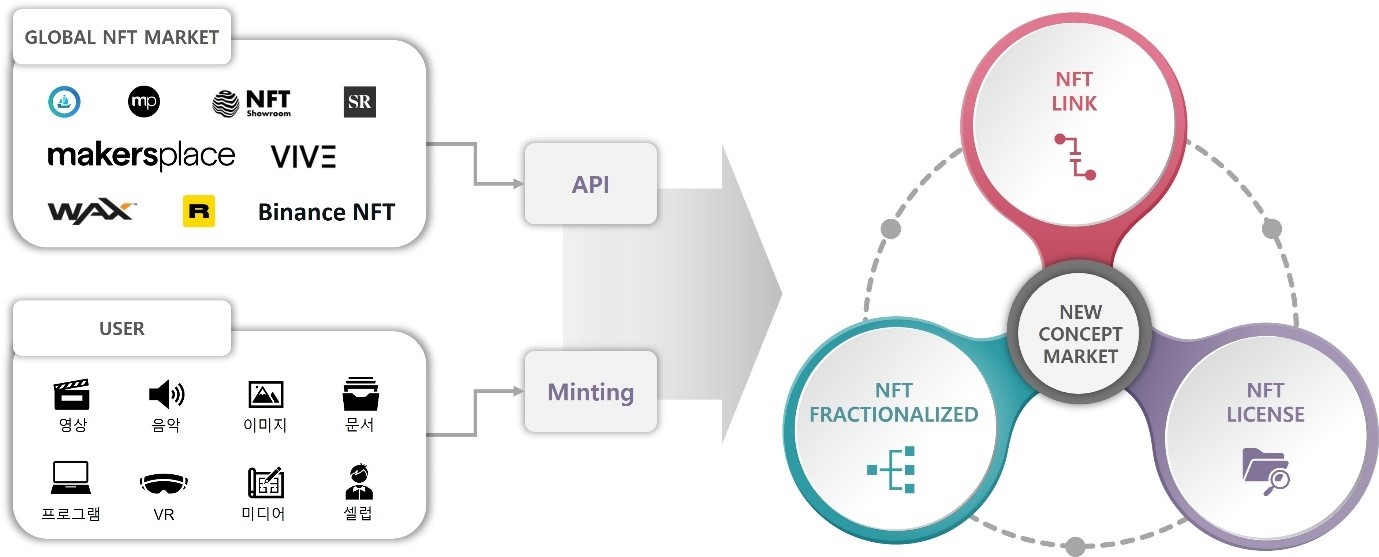 GLOBAL NFT MARKET
mp
NFT
Showroom
SR
makersplace
VIVE
WAX™
R
Binance NFT
API
USER
영상
음악
이미지
문서
프로그램
VR
미디어
셀럽
Minting
NFT
LINK
NEW
CONCEPT
MARKET
NFT
FRACTIONALIZED
NFT
LICENSE